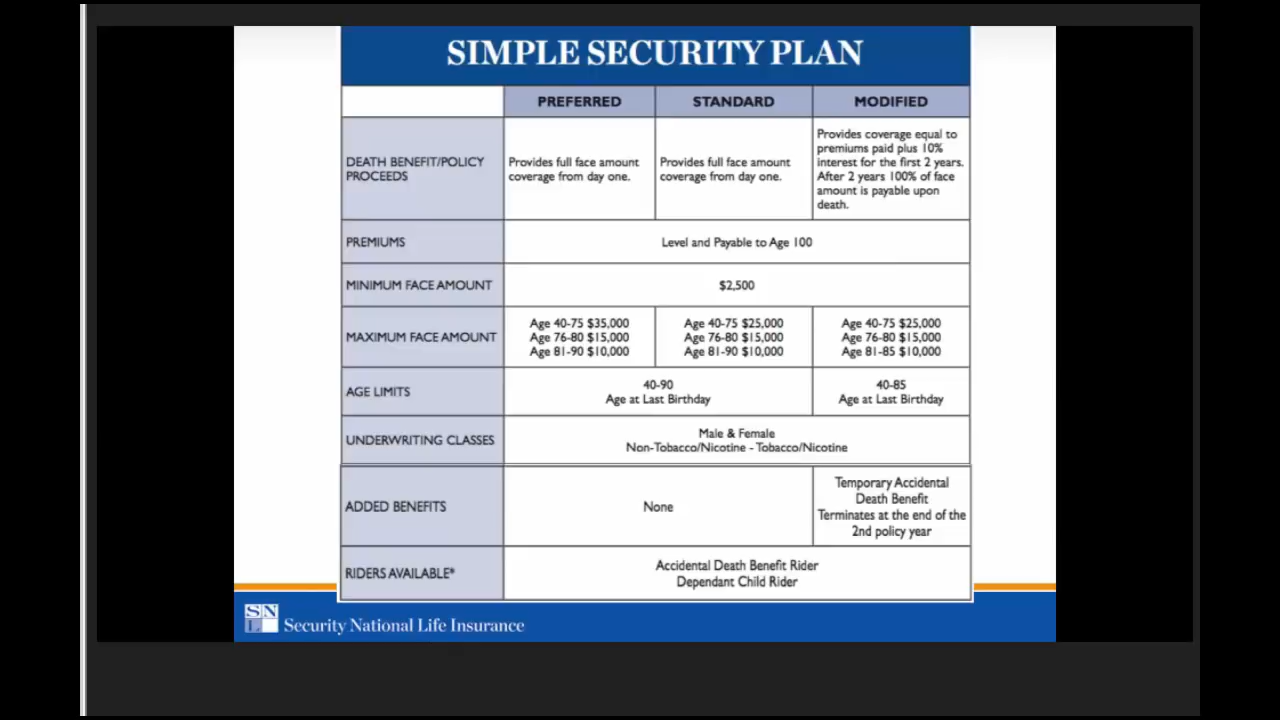 SIMPLE SECURITY PLAN
PREFERRED
STANDARD
MODIFIED
DEATH BENEFIT/POLICY
PROCEEDS
Provides full face amount
coverage from day one.
Provides full face amount
coverage from day one.
Provides coverage equal to
premiums paid plus 10%
interest for the first 2 years.
After 2 years 100% of face
amount is payable upon
death.
PREMIUMS
Level and Payable to Age 100
MINIMUM FACE AMOUNT
$2,500
MAXIMUM FACE AMOUNT
Age 40-75 $35,000
Age 76-80 $15,000
Age 81-90 $10,000
Age 40-75 $25,000
Age 76-80 $15,000
Age 81-90 $10,000
Age 40-75 $25,000
Age 76-80 $15,000
Age 81-85 $10,000
AGE LIMITS
40-90
Age at Last Birthday
40-85
Age at Last Birthday
UNDERWRITING CLASSES
Male & Female
Non-Tobacco/Nicotine - Tobacco/Nicotine
ADDED BENEFITS
None
Temporary Accidental
Death Benefit
Terminates at the end of the
2nd policy year
RIDERS AVAILABLE*
Accidental Death Benefit Rider
Dependant Child Rider
SN
L
Security National Life Insurance